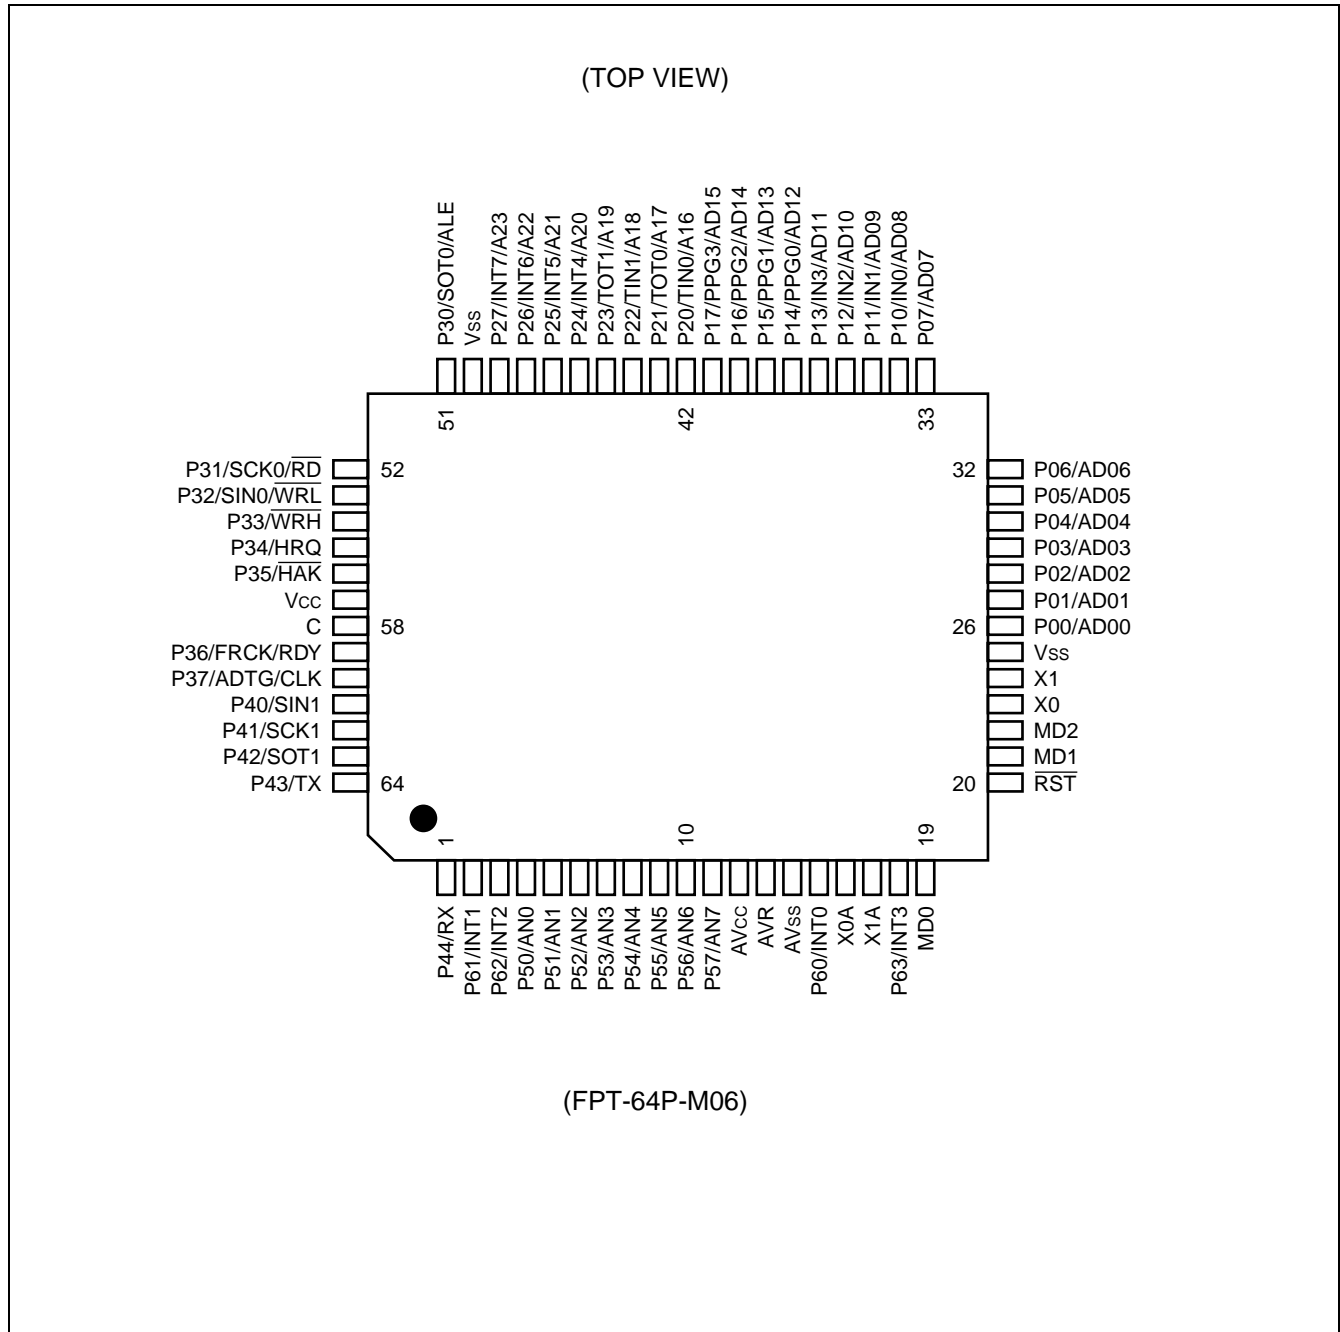 (TOP VIEW)
P30/SOT0/ALE
Vss
P27/INT7/A23
P26/INT6/A22
P25/INT5/A21
P24/INT4/A20
P23/TOT1/A19
P22/TIN1/A18
P21/TOT0/A17
P20/TIN0/A16
P17/PPG3/AD15
P16/PPG2/AD14
P15/PPG1/AD13
P14/PPG0/AD12
P13/IN3/AD11
P12/IN2/AD10
P11/IN1/AD09
P10/IN0/AD08
P07/AD07
51
42
33
P31/SCK0/R̅D̅
P32/SIN0/W̅R̅L̅
P33/W̅R̅H̅
P34/HRQ
P35/H̅A̅K̅
Vcc
C
P36/FRCK/RDY
P37/ADTG/CLK
P40/SIN1
P41/SCK1
P42/SOT1
P43/TX
52
58
64
32
26
20
P06/AD06
P05/AD05
P04/AD04
P03/AD03
P02/AD02
P01/AD01
P00/AD00
Vss
X1
X0
MD2
MD1
R̅S̅T̅
1
10
19
P44/RX
P61/INT1
P62/INT2
P50/AN0
P51/AN1
P52/AN2
P53/AN3
P54/AN4
P55/AN5
P56/AN6
P57/AN7
AVcc
AVR
AVss
P60/INT0
X0A
X1A
P63/INT3
MD0
(FPT-64P-M06)